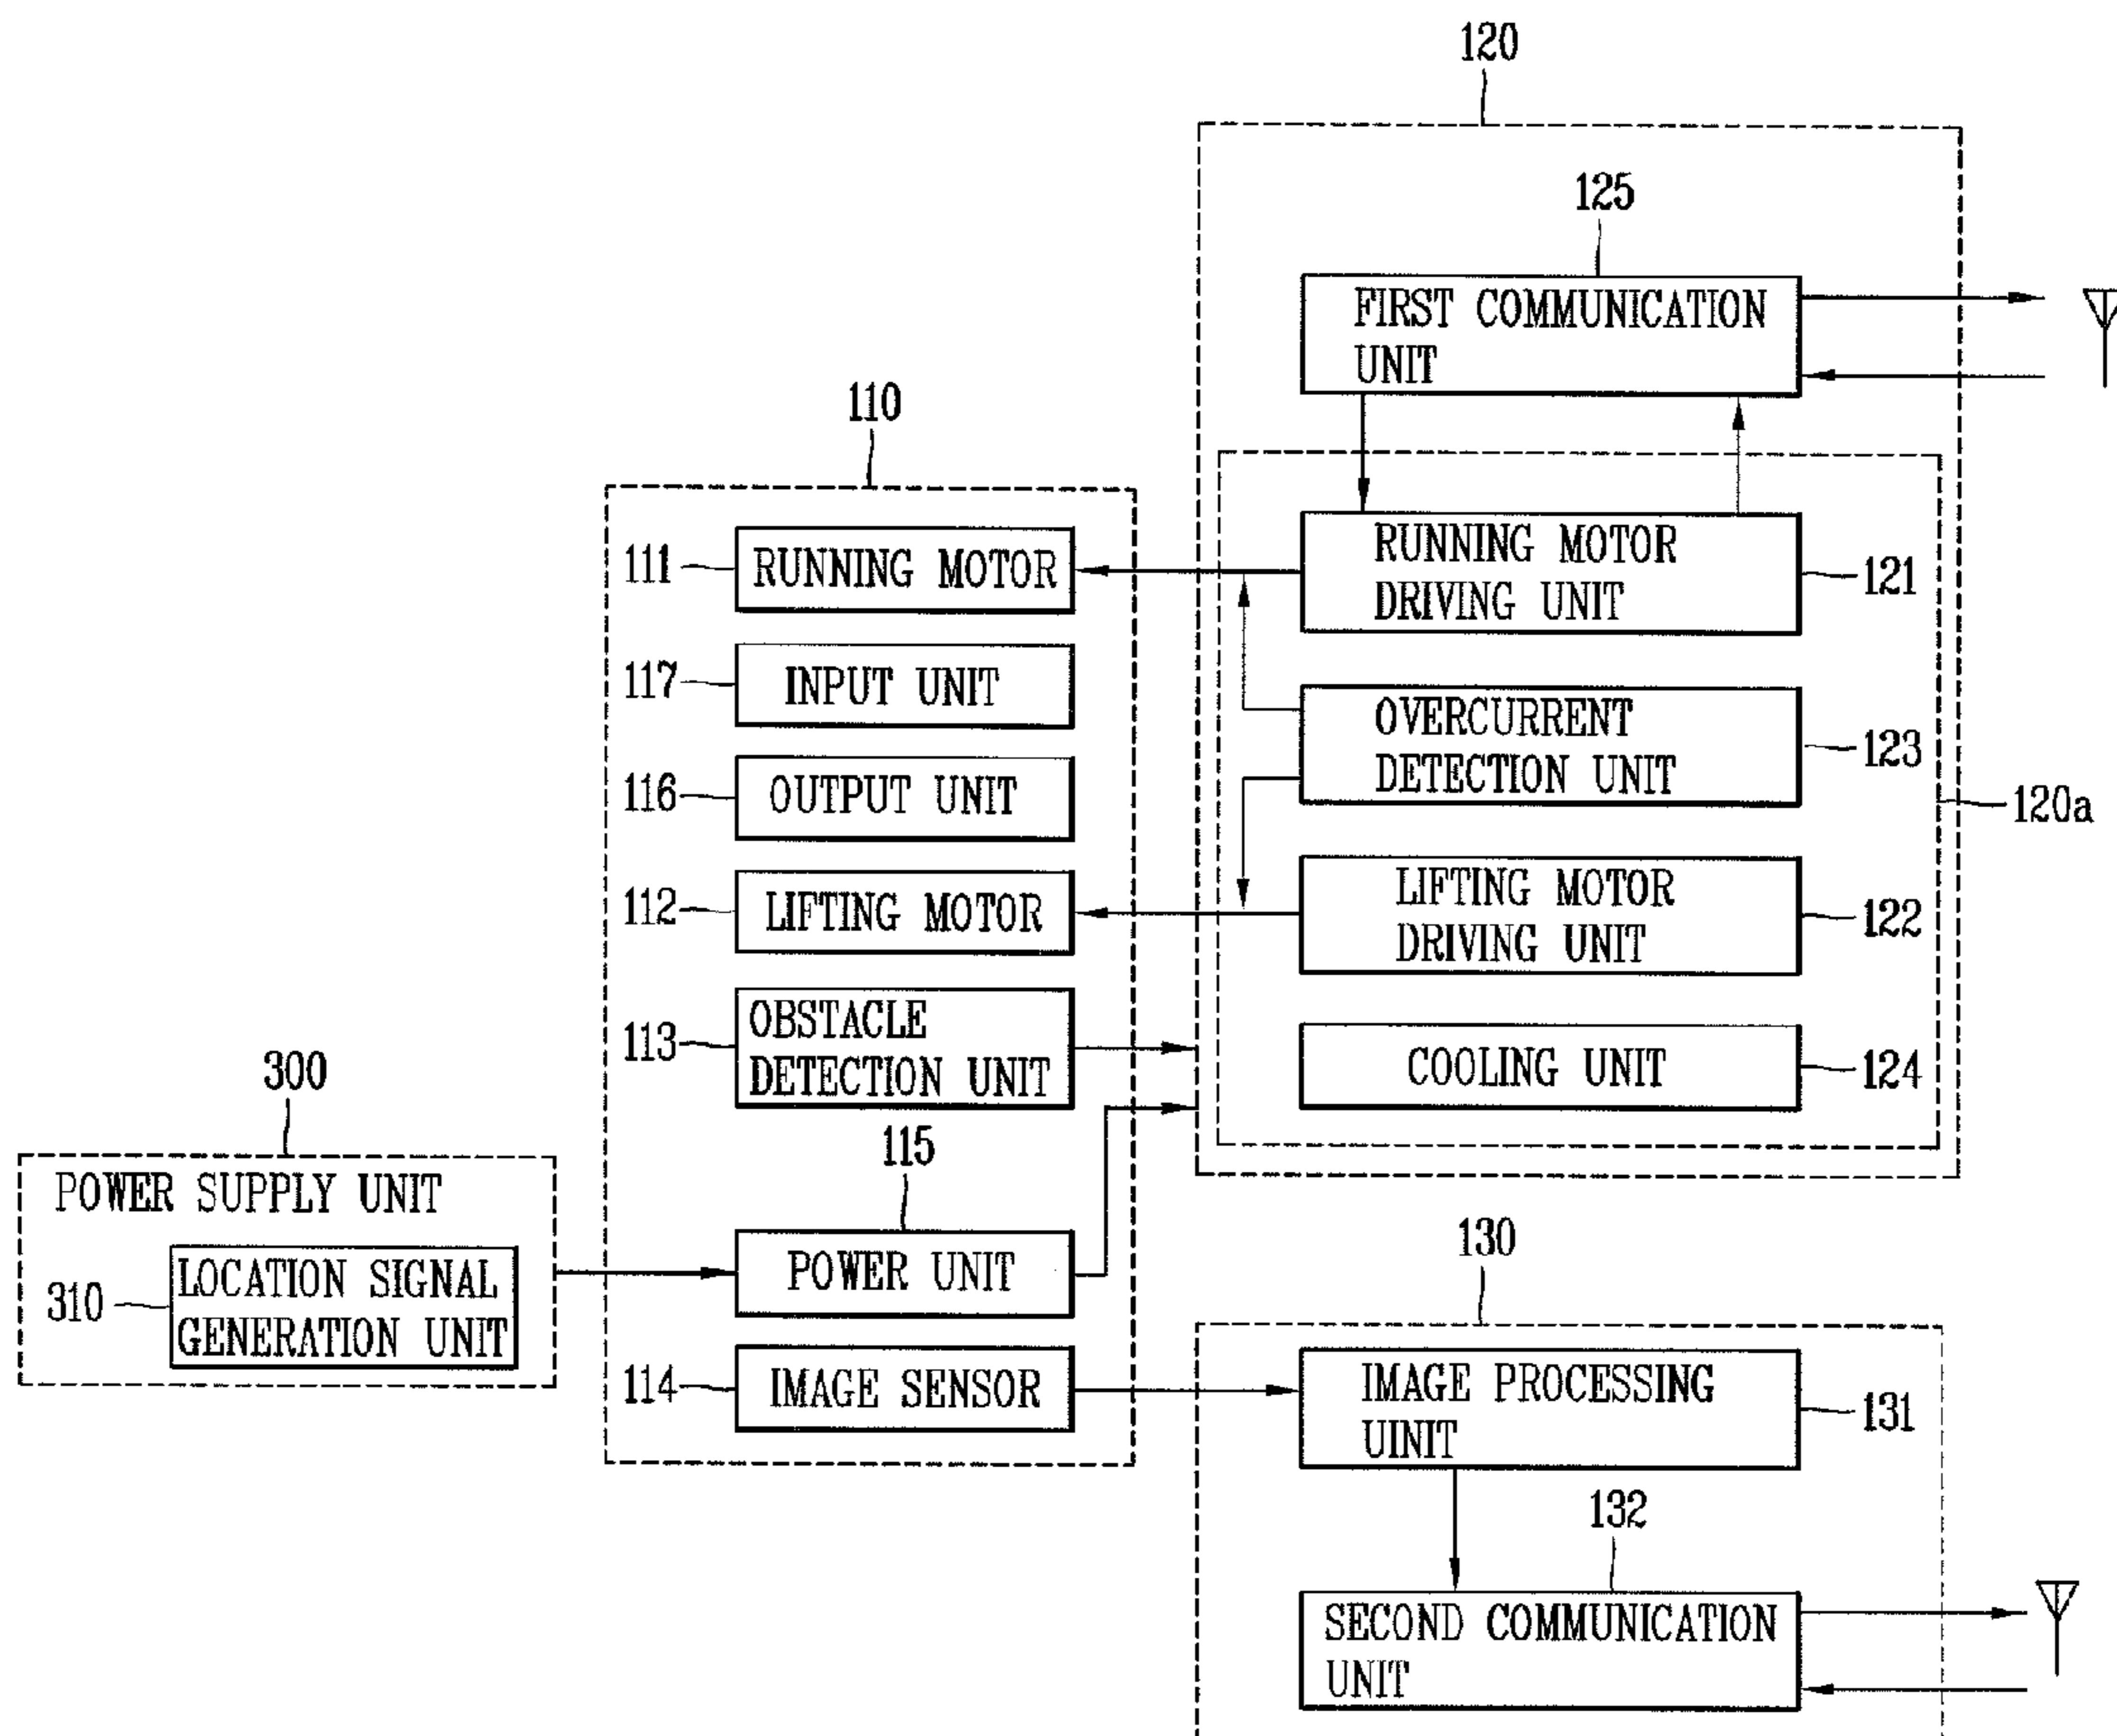 120
125
FIRST COMMUNICATION
UNIT
110
111
RUNNING MOTOR
RUNNING MOTOR
DRIVING UNIT
121
117
INPUT UNIT
OVERCURRENT
DETECTION UNIT
123
116
OUTPUT UNIT
120a
112
LIFTING MOTOR
LIFTING MOTOR
DRIVING UNIT
122
113
OBSTACLE
DETECTION UNIT
COOLING UNIT
124
300
POWER SUPPLY UNIT
310
LOCATION SIGNAL
GENERATION UNIT
115
POWER UNIT
114
IMAGE SENSOR
130
IMAGE PROCESSING
UINIT
131
132
SECOND COMMUNICATION
UNIT